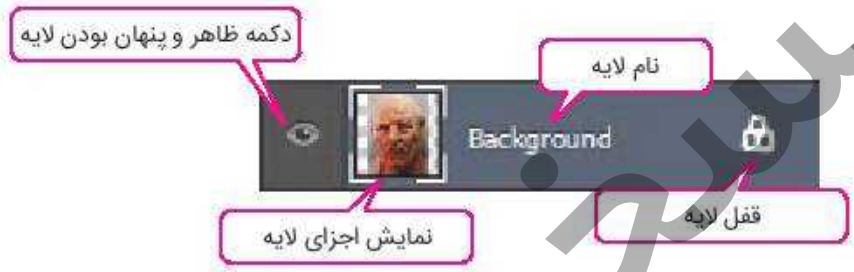 دکمه ظاهر و پنهان بودن لایه
نام لایه
Background
قفل لایه
نمایش اجزای لایه